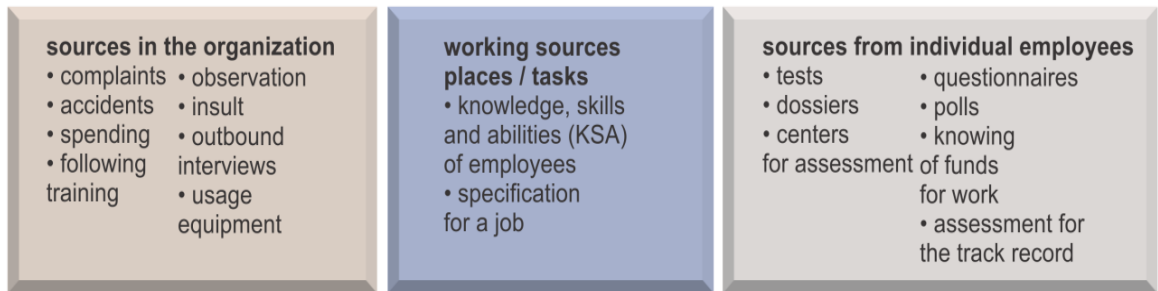 sources in the organization
• complaints
• accidents
• spending
• following
training
• observation
• insult
• outbound
interviews
• usage
equipment
working sources
places / tasks
• knowledge, skills
and abilities (KSA)
of employees
• specification
for a job
sources from individual employees
• tests
• dossiers
• centers
for assessment
• questionnaires
• polls
• knowing
of funds
for work
• assessment for
the track record